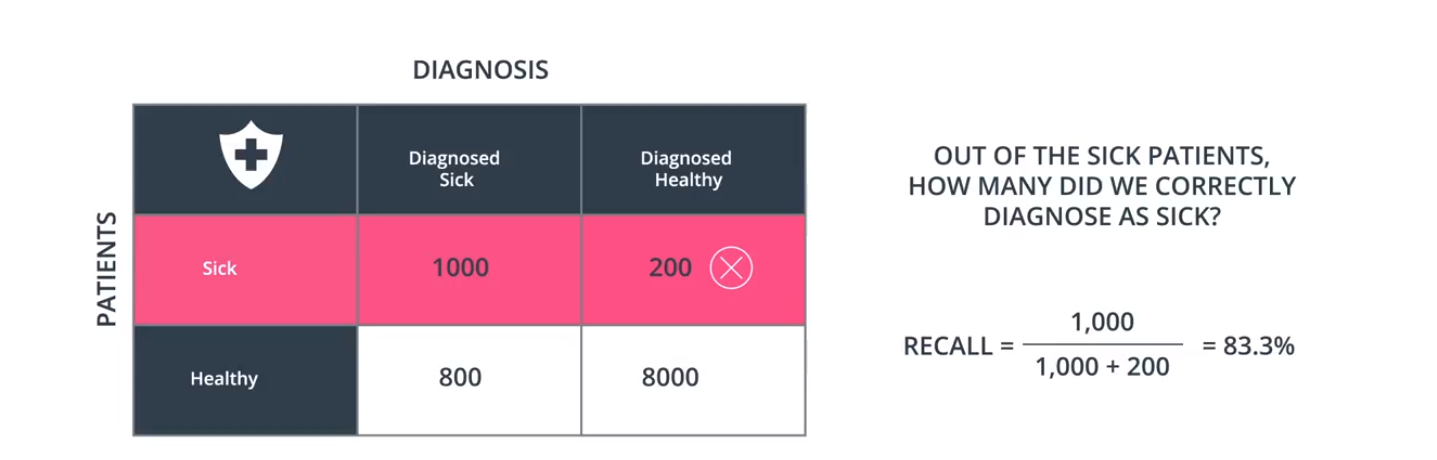 DIAGNOSIS
Diagnosed
Sick
Diagnosed
Healthy
PATIENTS
Sick
1000
200
Healthy
800
8000
OUT OF THE SICK PATIENTS,
HOW MANY DID WE CORRECTLY
DIAGNOSE AS SICK?
1,000
RECALL = = 83.3%
1,000 + 200